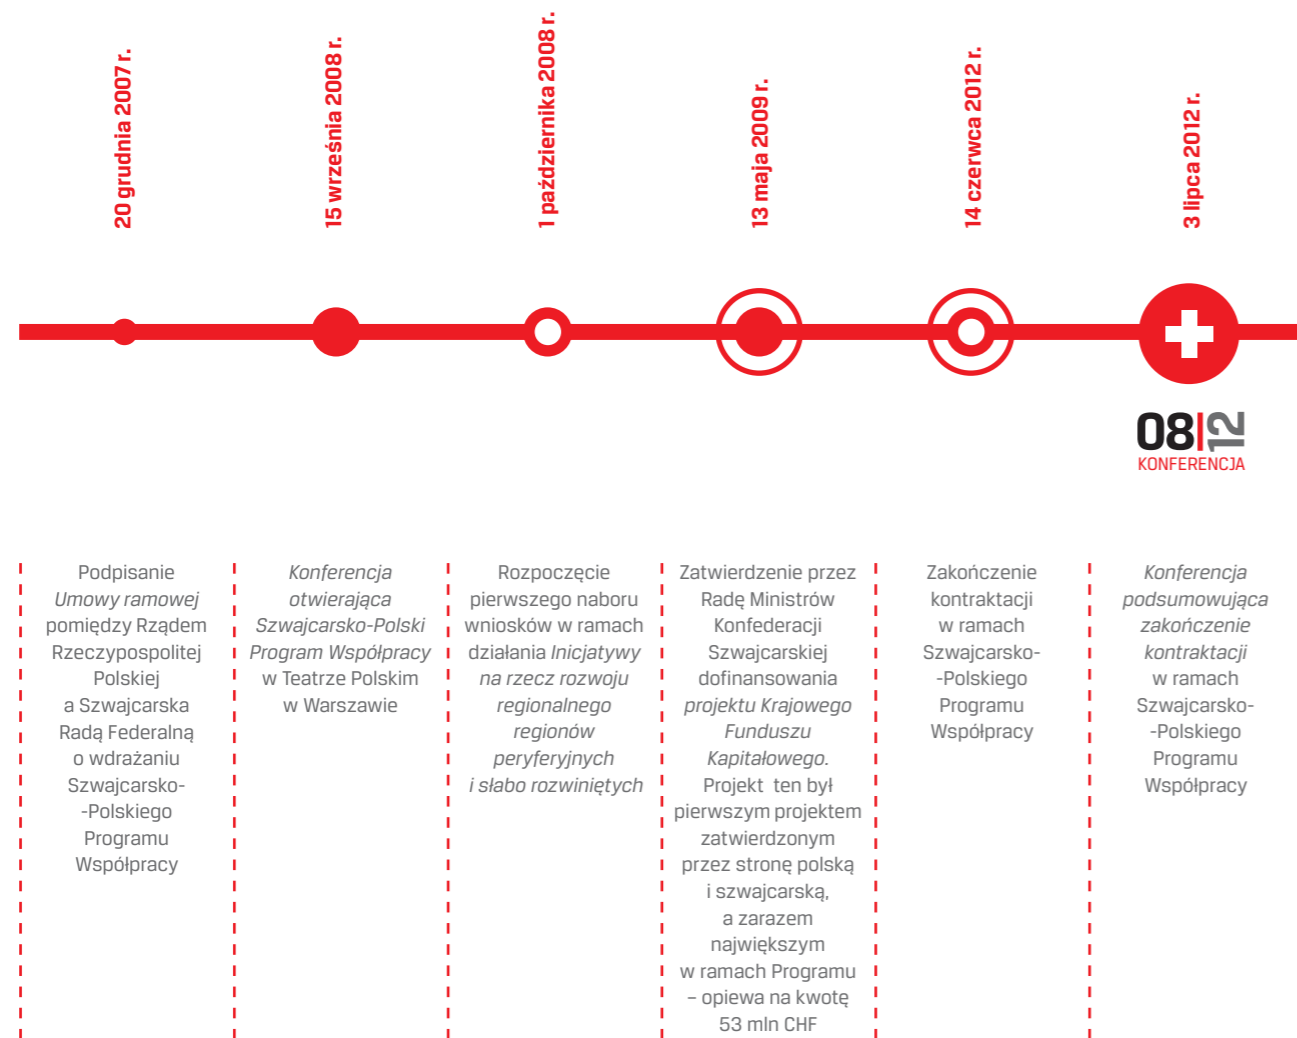 20 grudnia 2007 r.
15 września 2008 r.
1 października 2008 r.
13 maja 2009 r.
14 czerwca 2012 r.
3 lipca 2012 r.
08|12
KONFERENCJA
Podpisanie
Umowy ramowej
pomiędzy Rządem
Rzeczypospolitej
Polskiej
a Szwajcarska
Radą Federalną
o wdrażaniu
Szwajcarsko-
-Polskiego
Programu
Współpracy
Konferencja
otwierająca
Szwajcarsko-Polski
Program Współpracy
w Teatrze Polskim
w Warszawie
Rozpoczęcie
pierwszego naboru
wniosków w ramach
działania Inicjatywy
na rzecz rozwoju
regionalnego
regionów
peryferyjnych
i słabo rozwiniętych
Zatwierdzenie przez
Radę Ministrów
Konfederacji
Szwajcarskiej
dofinansowania
projektu Krajowego
Funduszu
Kapitałowego.
Projekt ten był
pierwszym projektem
zatwierdzonym
przez stronę polską
i szwajcarską,
a zarazem
największym
w ramach Programu
– opiewa na kwotę
53 mln CHF
Zakończenie
kontraktacji
w ramach
Szwajcarsko-
-Polskiego
Programu
Współpracy
Konferencja
podsumowująca
zakończenie
kontraktacji
w ramach
Szwajcarsko-
-Polskiego
Programu
Współpracy